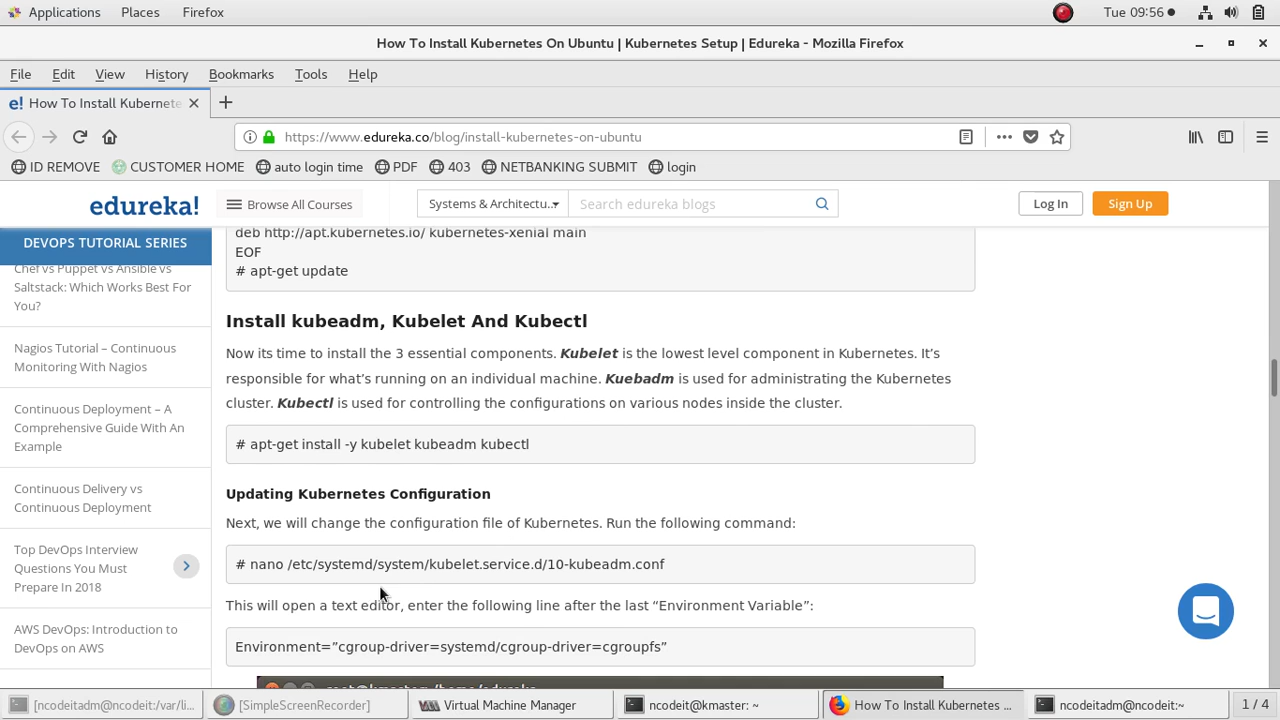 Applications Places Firefox Tue 09:56
How To Install Kubernetes On Ubuntu | Kubernetes Setup | Edureka - Mozilla Firefox
File Edit View History Bookmarks Tools Help
e! How To Install Kubernete
https://www.edureka.co/blog/install-kubernetes-on-ubuntu
ID REMOVE CUSTOMER HOME auto login time PDF 403 NETBANKING SUBMIT login
edureka! Browse All Courses Systems & Architectu... Search edureka blogs Log In Sign Up
DEVOPS TUTORIAL SERIES
Chef vs Puppet vs Ansible vs
Saltstack: Which Works Best For
You?
Nagios Tutorial – Continuous
Monitoring With Nagios
Continuous Deployment – A
Comprehensive Guide With An
Example
Continuous Delivery vs
Continuous Deployment
Top DevOps Interview
Questions You Must
Prepare In 2018
AWS DevOps: Introduction to
DevOps on AWS
deb http://apt.kubernetes.io/ kubernetes-xenial main
EOF
# apt-get update
Install kubeadm, Kubelet And Kubectl
Now its time to install the 3 essential components. Kubelet is the lowest level component in Kubernetes. It’s
responsible for what’s running on an individual machine. Kuebadm is used for administrating the Kubernetes
cluster. Kubectl is used for controlling the configurations on various nodes inside the cluster.
# apt-get install -y kubelet kubeadm kubectl
Updating Kubernetes Configuration
Next, we will change the configuration file of Kubernetes. Run the following command:
# nano /etc/systemd/system/kubelet.service.d/10-kubeadm.conf
This will open a text editor, enter the following line after the last “Environment Variable”:
Environment=”cgroup-driver=systemd/cgroup-driver=cgroupfs”
[ncodeitadm@ncodeit:/var/li... [SimpleScreenRecorder] Virtual Machine Manager ncodeit@kmaster: ~ How To Install Kubernetes ... ncodeitadm@ncodeit:~ 1 / 4